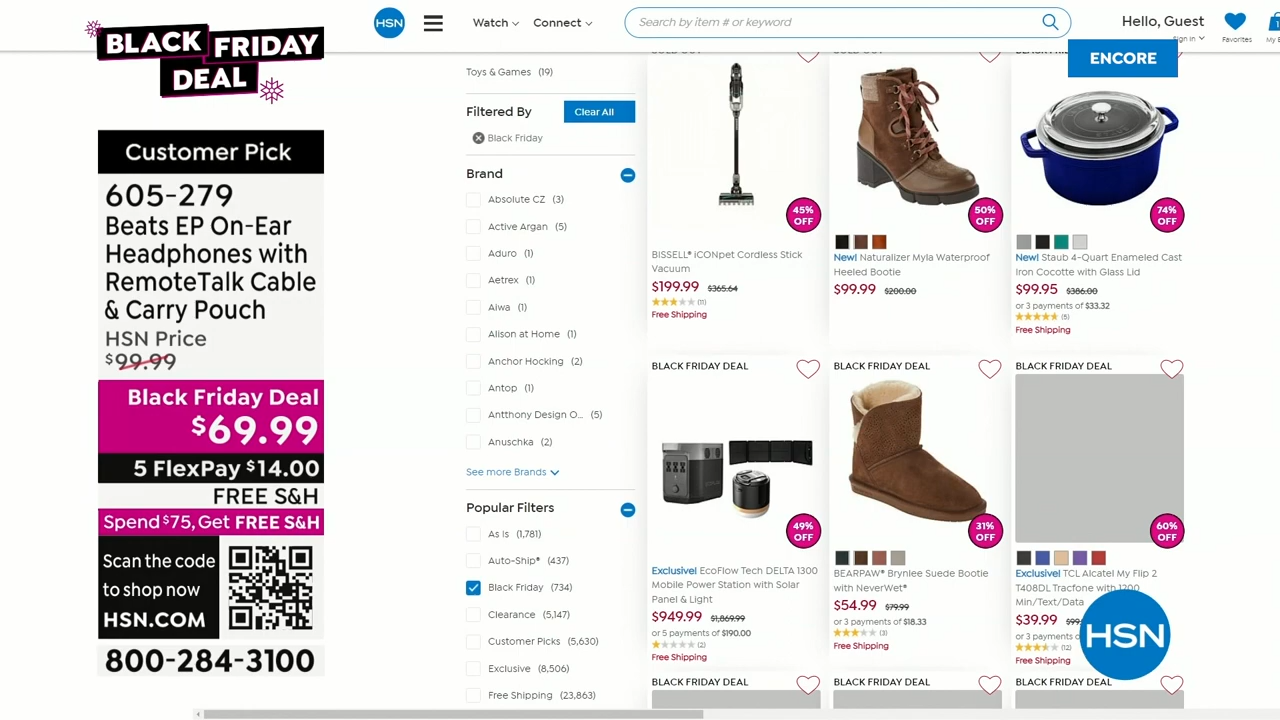 BLACK FRIDAY
DEAL
Customer Pick
605-279
Beats EP On-Ear
Headphones with
RemoteTalk Cable
& Carry Pouch
HSN Price
$99.99
Black Friday Deal
$69.99
5 FlexPay $14.00
FREE S&H
Spend $75, Get FREE S&H
Scan the code
to shop now
HSN.COM
800-284-3100
HSN
Watch
Connect
Search by item # or keyword
Hello, Guest
Sign In
Favorites
ENCORE
Toys & Games (19)
Filtered By
Clear All
Black Friday
Brand
Absolute CZ (3)
Active Argan (5)
Aduro (1)
Aetrex (1)
Aiwa (1)
Alison at Home (1)
Anchor Hocking (2)
Antop (1)
Antthony Design O... (5)
Anuschka (2)
See more Brands
Popular Filters
As Is (1,781)
Auto-Ship® (437)
Black Friday (734)
Clearance (5,147)
Customer Picks (5,630)
Exclusive (8,506)
Free Shipping (23,863)
45%
OFF
BISSELL® iCONpet Cordless Stick
Vacuum
$199.99 $365.64
(11)
Free Shipping
50%
OFF
New! Naturalizer Myla Waterproof
Heeled Bootie
$99.99 $200.00
74%
OFF
New! Staub 4-Quart Enameled Cast
Iron Cocotte with Glass Lid
$99.95 $386.00
or 3 payments of $33.32
(5)
Free Shipping
BLACK FRIDAY DEAL
49%
OFF
Exclusive! EcoFlow Tech DELTA 1300
Mobile Power Station with Solar
Panel & Light
$949.99 $1,869.99
or 5 payments of $190.00
(2)
Free Shipping
BLACK FRIDAY DEAL
31%
OFF
BEARPAW® Brynlee Suede Bootie
with NeverWet®
$54.99 $79.99
or 3 payments of $18.33
(3)
Free Shipping
BLACK FRIDAY DEAL
60%
OFF
Exclusive! TCL Alcatel My Flip 2
T408DL Tracfone with 1200
Min/Text/Data
$39.99
or 3 payments
(12)
Free Shipping
HSN
BLACK FRIDAY DEAL
BLACK FRIDAY DEAL
BLACK FRIDAY DEAL